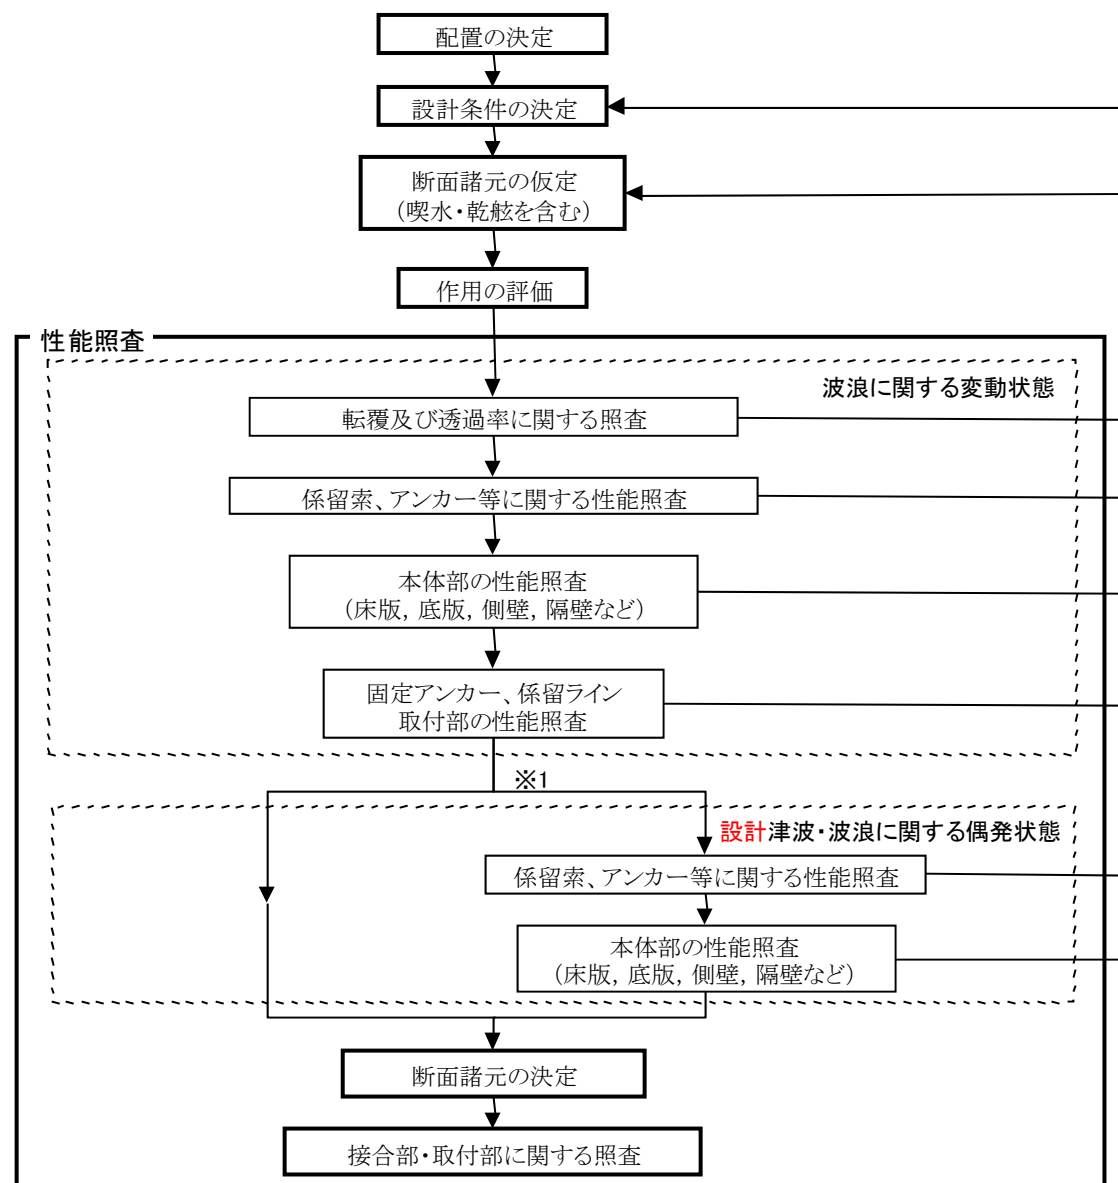 配置の決定
設計条件の決定
断面諸元の仮定
（喫水・乾舷を含む）
作用の評価
性能照査
波浪に関する変動状態
転覆及び透過率に関する照査
係留索、アンカー等に関する性能照査
本体部の性能照査
（床版, 底版, 側壁, 隔壁など）
固定アンカー、係留ライン
取付部の性能照査
※1
設計津波・波浪に関する偶発状態
係留索、アンカー等に関する性能照査
本体部の性能照査
（床版, 底版, 側壁, 隔壁など）
断面諸元の決定
接合部・取付部に関する照査